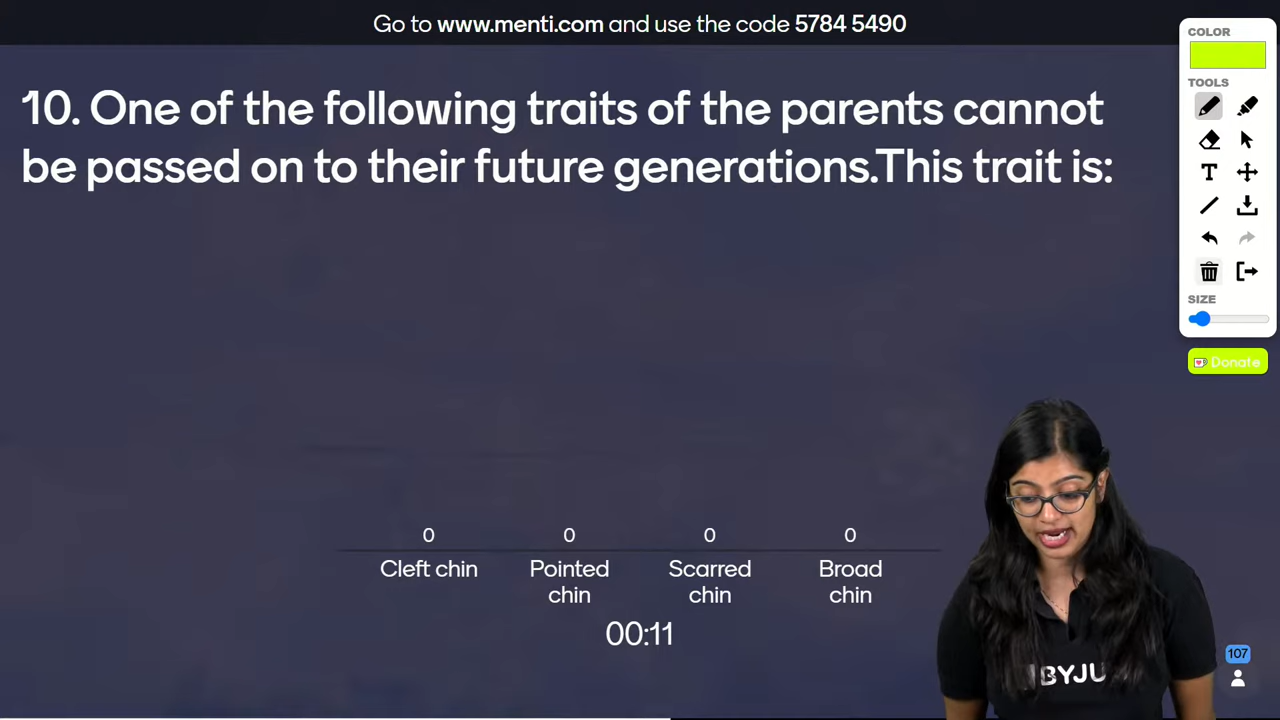 Go to www.menti.com and use the code 5784 5490
COLOR
TOOLS
T
SIZE
Donate
10. One of the following traits of the parents cannot
be passed on to their future generations.This trait is:
0 0 0 0
Cleft chin Pointed chin Scarred chin Broad chin
00:11
BYJU
107